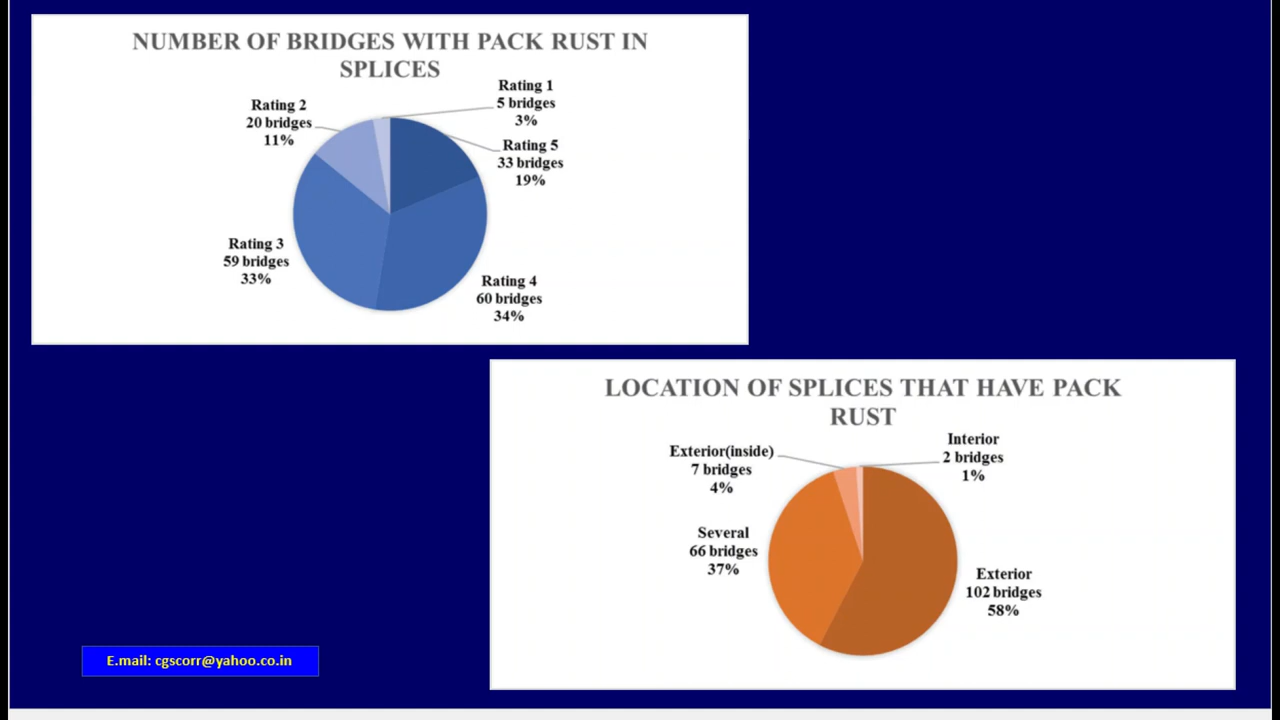 NUMBER OF BRIDGES WITH PACK RUST IN
SPLICES
Rating 1
5 bridges
3%
Rating 2
20 bridges
11%
Rating 5
33 bridges
19%
Rating 3
59 bridges
33%
Rating 4
60 bridges
34%
LOCATION OF SPLICES THAT HAVE PACK
RUST
Interior
2 bridges
1%
Exterior(inside)
7 bridges
4%
Several
66 bridges
37%
Exterior
102 bridges
58%
E.mail: cgscorr@yahoo.co.in